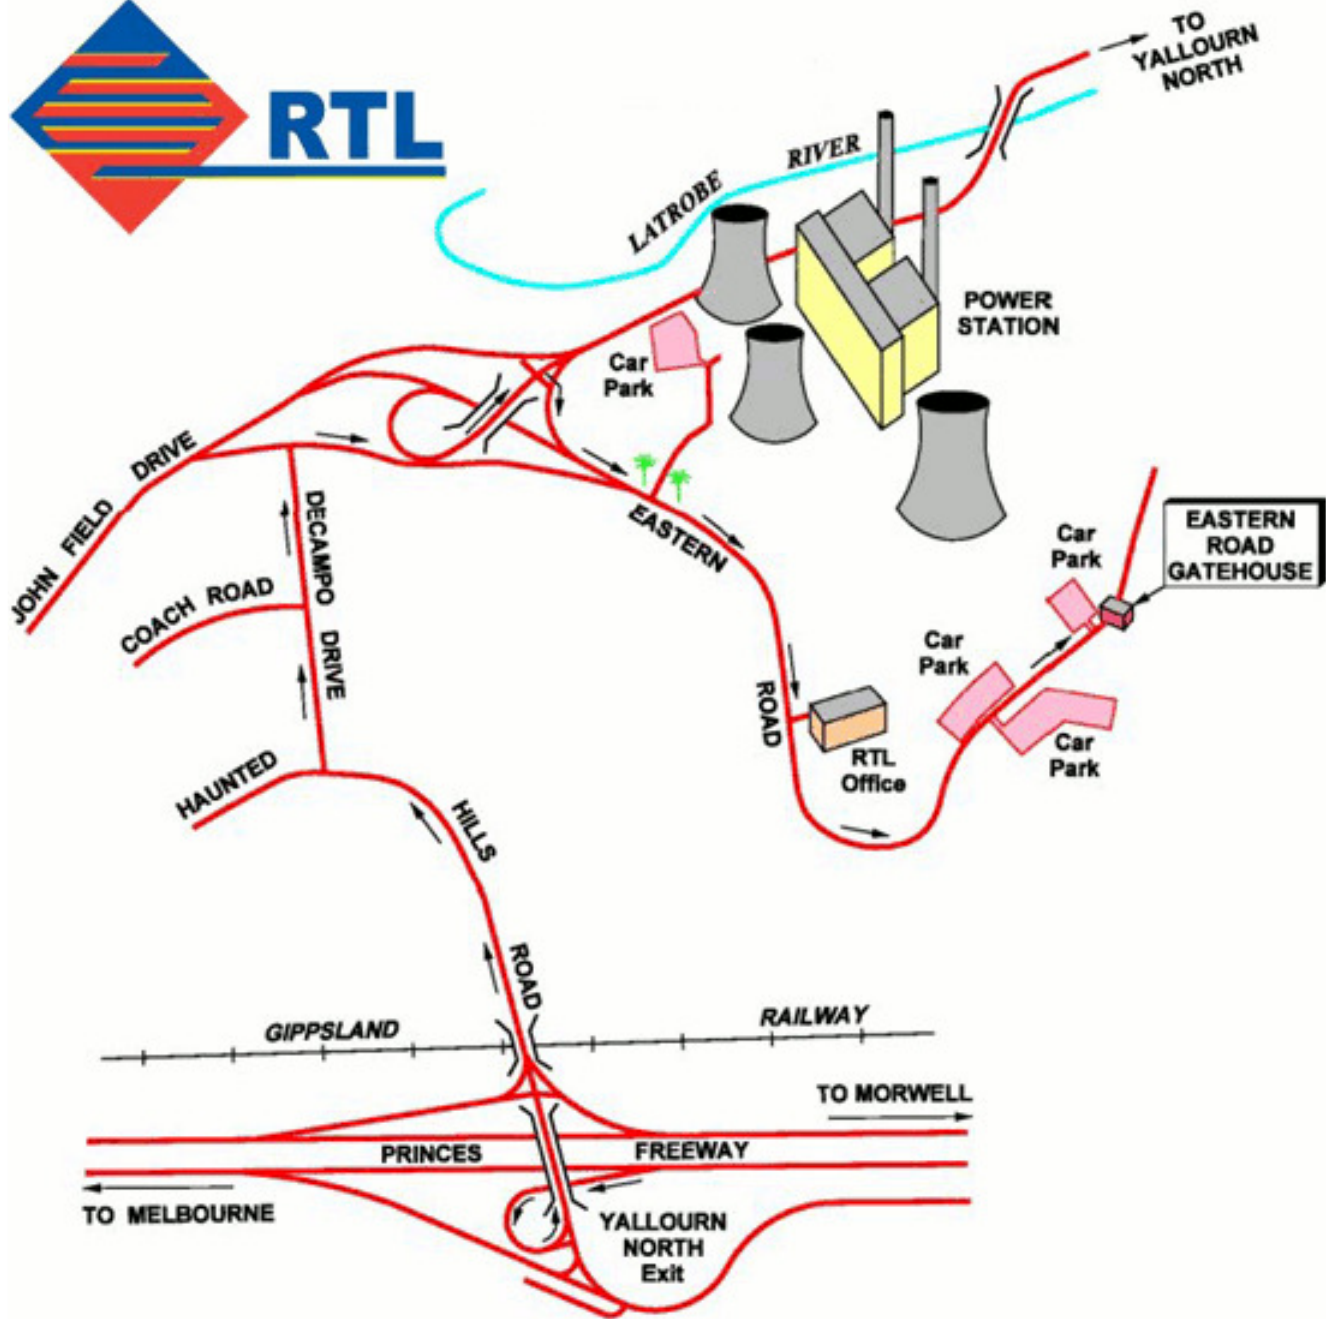 RTL
TO
YALLOURN
NORTH
LATROBE RIVER
POWER
STATION
Car
Park
JOHN FIELD DRIVE
DECAMPO DRIVE
COACH ROAD
EASTERN ROAD
Car
Park
EASTERN
ROAD
GATEHOUSE
Car
Park
Car
Park
RTL
Office
HAUNTED HILLS ROAD
GIPPSLAND RAILWAY
TO MORWELL
PRINCES FREEWAY
TO MELBOURNE
YALLOURN
NORTH
Exit